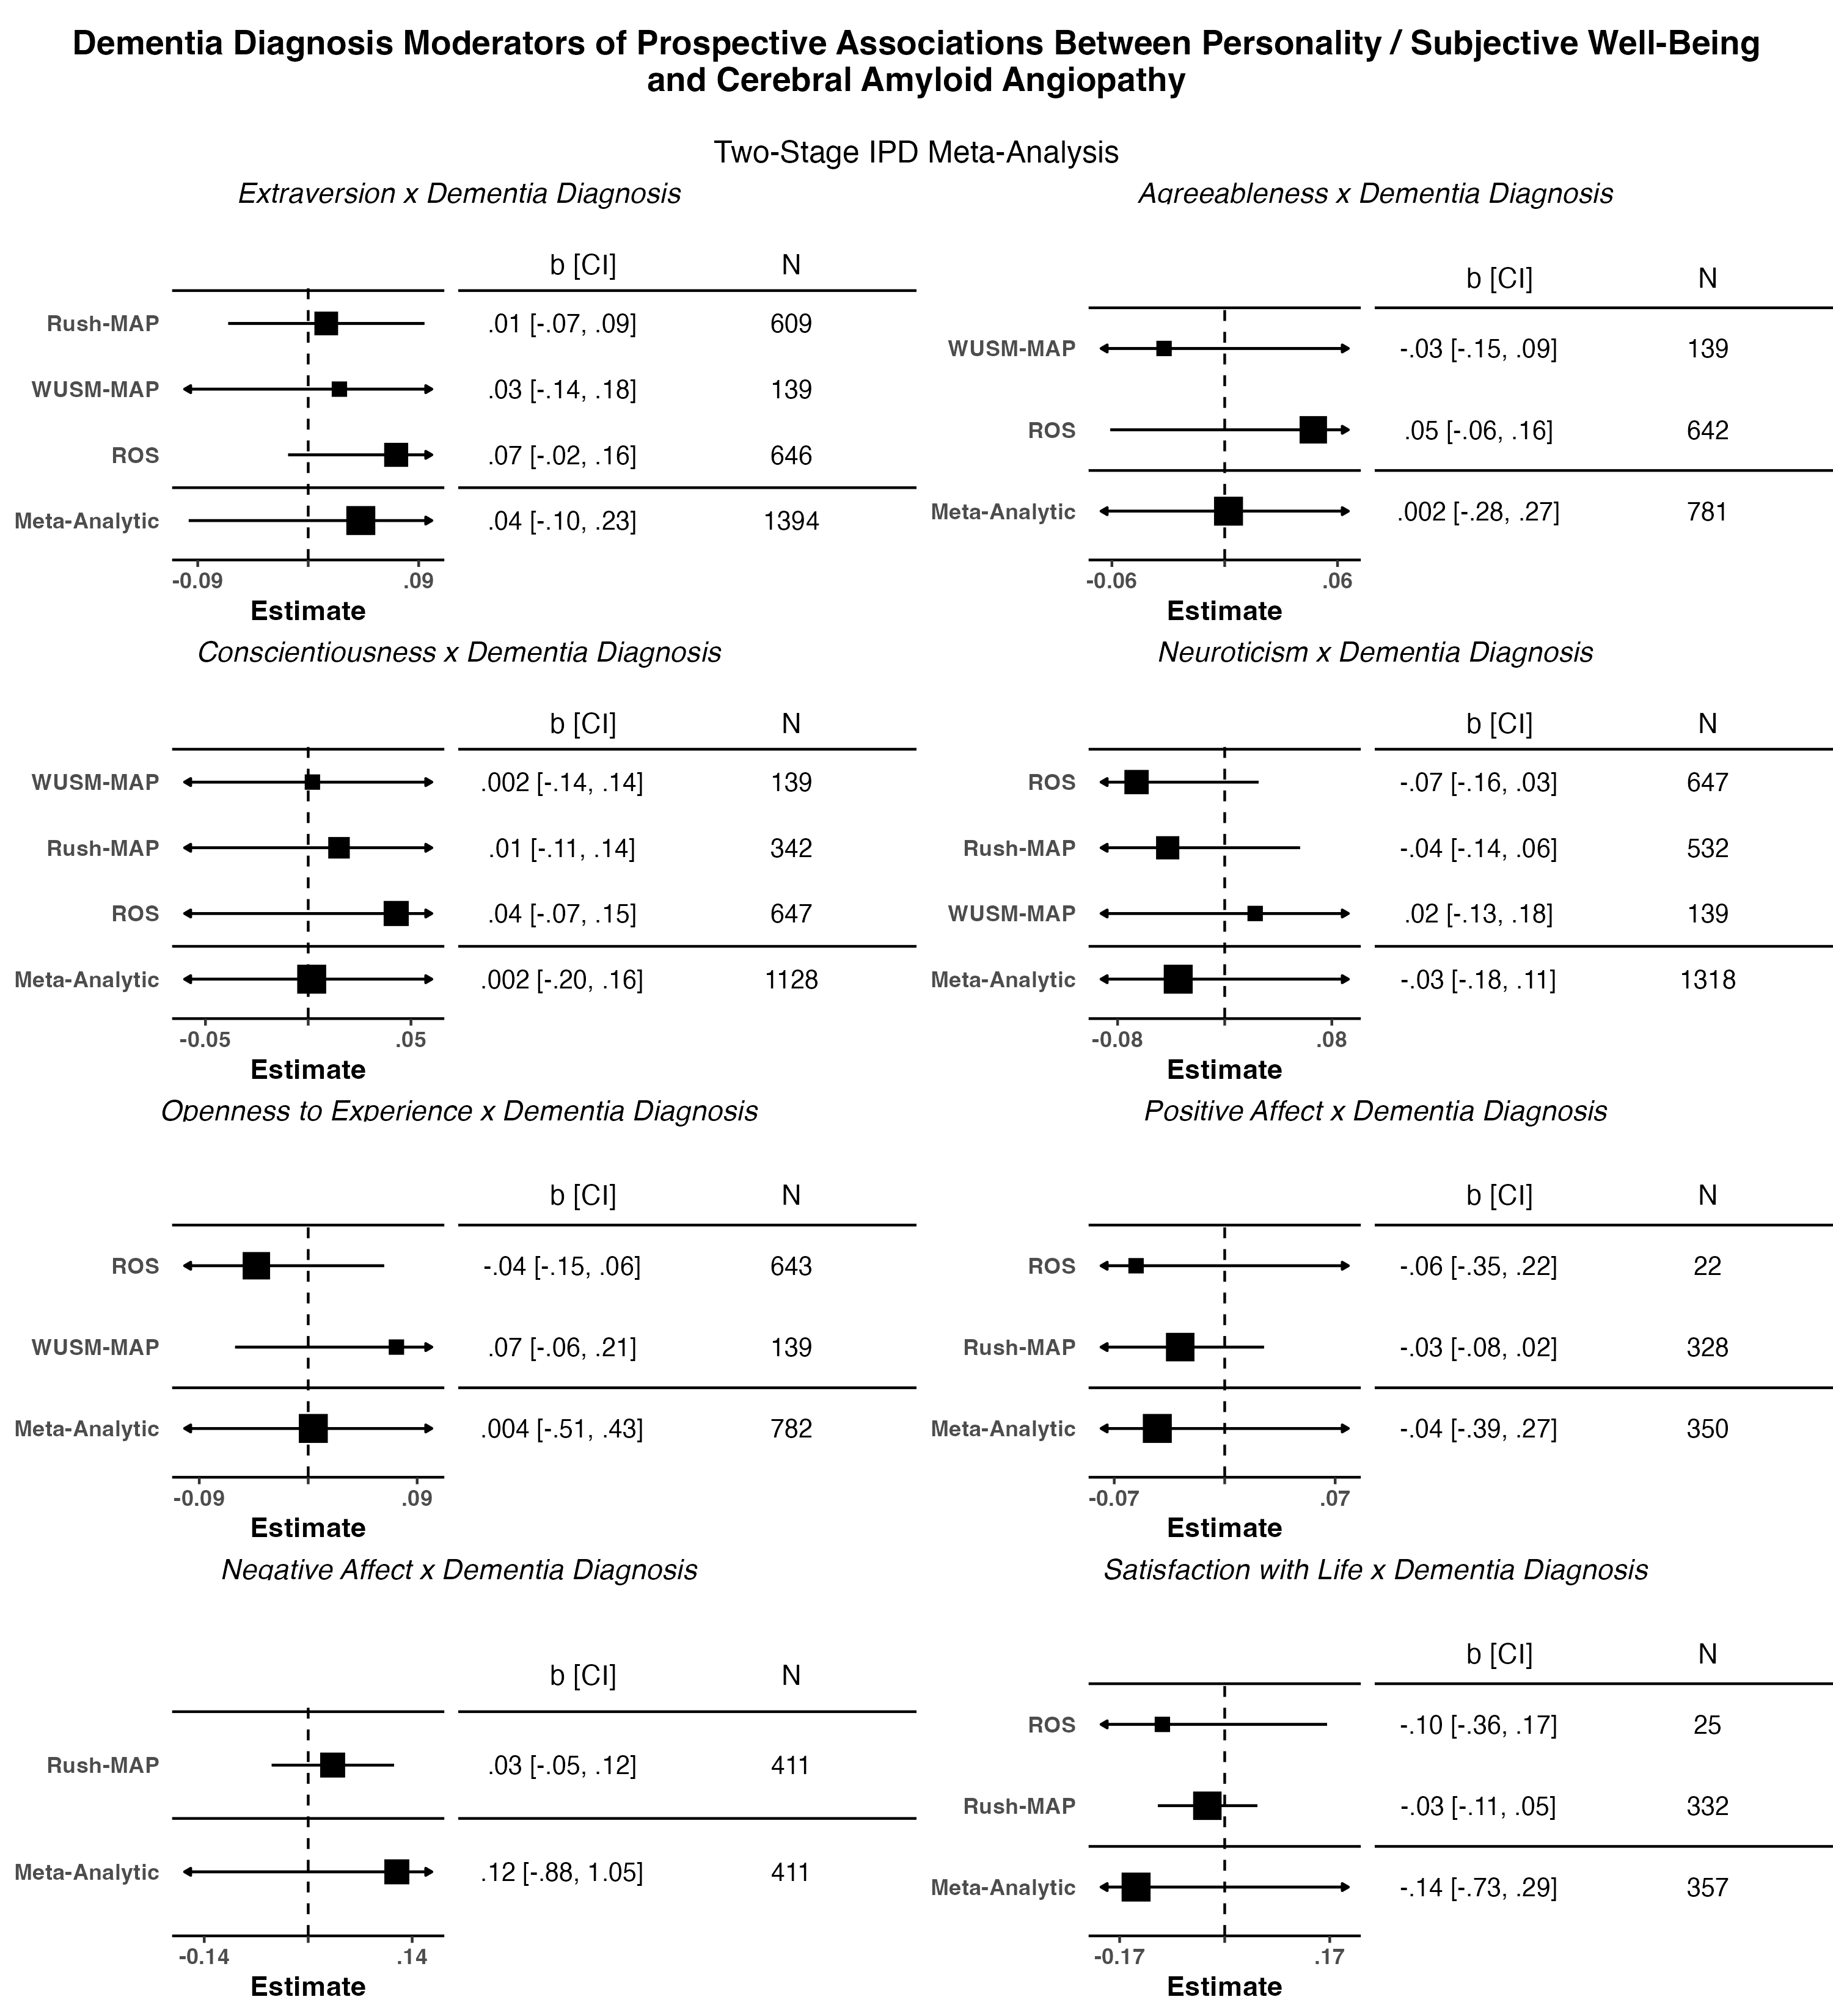 Dementia Diagnosis Moderators of Prospective Associations Between Personality / Subjective Well-Being
and Cerebral Amyloid Angiopathy
Two-Stage IPD Meta-Analysis
Extraversion x Dementia Diagnosis
b [CI] N
Rush-MAP .01 [-.07, .09] 609
WUSM-MAP .03 [-.14, .18] 139
ROS .07 [-.02, .16] 646
Meta-Analytic .04 [-.10, .23] 1394
-0.09 .09
Estimate
Agreeableness x Dementia Diagnosis
b [CI] N
WUSM-MAP -.03 [-.15, .09] 139
ROS .05 [-.06, .16] 642
Meta-Analytic .002 [-.28, .27] 781
-0.06 .06
Estimate
Conscientiousness x Dementia Diagnosis
b [CI] N
WUSM-MAP .002 [-.14, .14] 139
Rush-MAP .01 [-.11, .14] 342
ROS .04 [-.07, .15] 647
Meta-Analytic .002 [-.20, .16] 1128
-0.05 .05
Estimate
Neuroticism x Dementia Diagnosis
b [CI] N
ROS -.07 [-.16, .03] 647
Rush-MAP -.04 [-.14, .06] 532
WUSM-MAP .02 [-.13, .18] 139
Meta-Analytic -.03 [-.18, .11] 1318
-0.08 .08
Estimate
Openness to Experience x Dementia Diagnosis
b [CI] N
ROS -.04 [-.15, .06] 643
WUSM-MAP .07 [-.06, .21] 139
Meta-Analytic .004 [-.51, .43] 782
-0.09 .09
Estimate
Positive Affect x Dementia Diagnosis
b [CI] N
ROS -.06 [-.35, .22] 22
Rush-MAP -.03 [-.08, .02] 328
Meta-Analytic -.04 [-.39, .27] 350
-0.07 .07
Estimate
Negative Affect x Dementia Diagnosis
b [CI] N
Rush-MAP .03 [-.05, .12] 411
Meta-Analytic .12 [-.88, 1.05] 411
-0.14 .14
Estimate
Satisfaction with Life x Dementia Diagnosis
b [CI] N
ROS -.10 [-.36, .17] 25
Rush-MAP -.03 [-.11, .05] 332
Meta-Analytic -.14 [-.73, .29] 357
-0.17 .17
Estimate